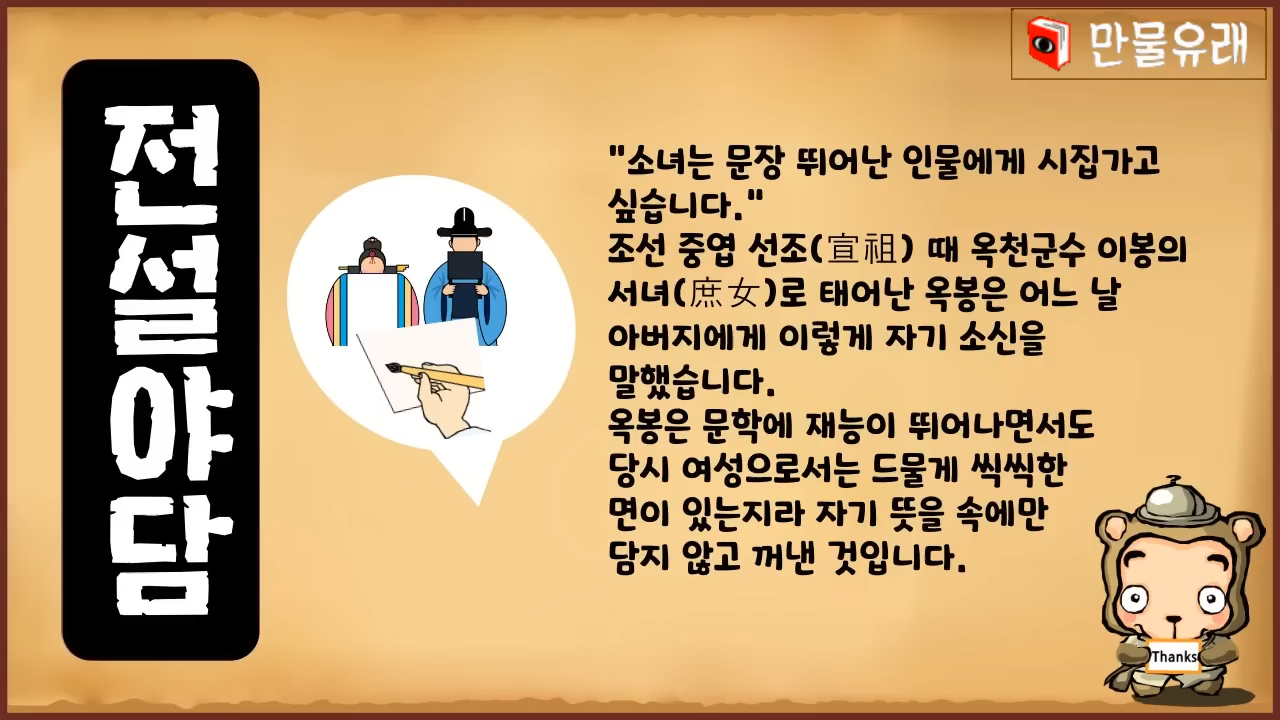 만물유래
전설야담
"소녀는 문장 뛰어난 인물에게 시집가고
싶습니다."
조선 중엽 선조(宣祖) 때 옥천군수 이봉의
서녀(庶女)로 태어난 옥봉은 어느 날
아버지에게 이렇게 자기 소신을
말했습니다.
옥봉은 문학에 재능이 뛰어나면서도
당시 여성으로서는 드물게 씩씩한
면이 있는지라 자기 뜻을 속에만
담지 않고 꺼낸 것입니다.
Thanks